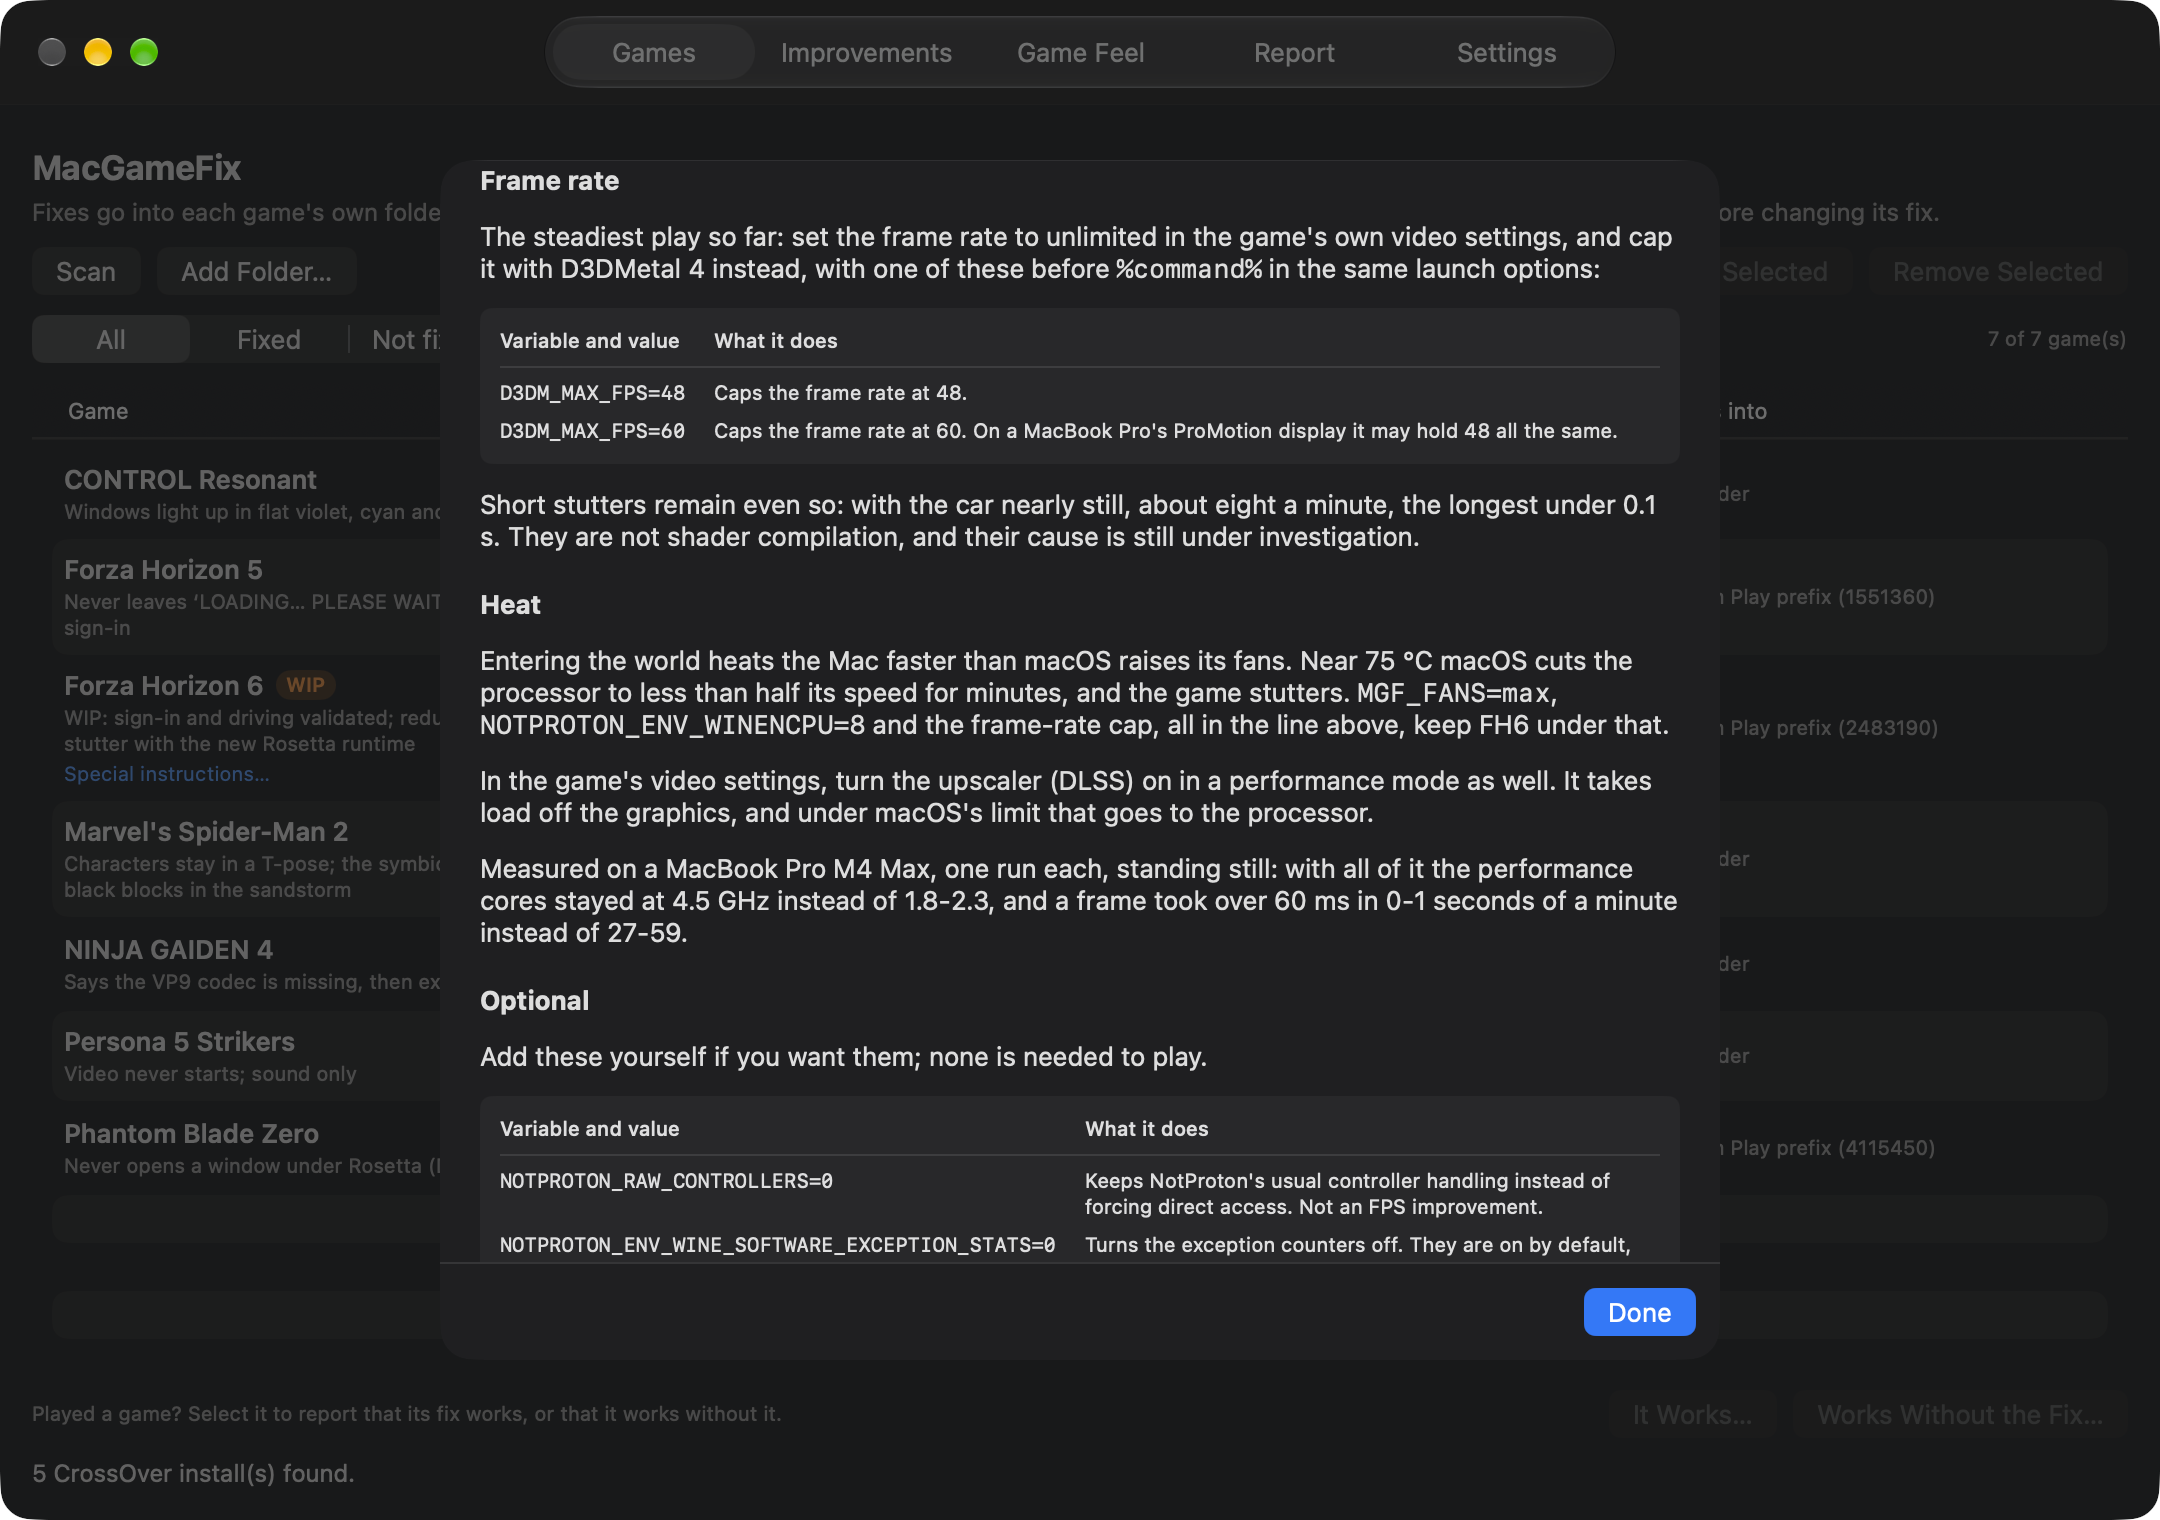 Games Improvements Game Feel Report Settings
MacGameFix
Fixes go into each game's own folde
ore changing its fix.
Scan Add Folder...
Selected Remove Selected
All Fixed Not fi
7 of 7 game(s)
Game
into
CONTROL Resonant
Windows light up in flat violet, cyan and
der
Forza Horizon 5
Never leaves ‘LOADING... PLEASE WAIT
sign-in
Play prefix (1551360)
Forza Horizon 6 WIP
WIP: sign-in and driving validated; redu
stutter with the new Rosetta runtime
Special instructions...
Play prefix (2483190)
Marvel's Spider-Man 2
Characters stay in a T-pose; the symbio
black blocks in the sandstorm
der
NINJA GAIDEN 4
Says the VP9 codec is missing, then ex
der
Persona 5 Strikers
Video never starts; sound only
der
Phantom Blade Zero
Never opens a window under Rosetta (
Play prefix (4115450)
Frame rate
The steadiest play so far: set the frame rate to unlimited in the game's own video settings, and cap
it with D3DMetal 4 instead, with one of these before %command% in the same launch options:
Variable and value What it does
D3DM_MAX_FPS=48 Caps the frame rate at 48.
D3DM_MAX_FPS=60 Caps the frame rate at 60. On a MacBook Pro's ProMotion display it may hold 48 all the same.
Short stutters remain even so: with the car nearly still, about eight a minute, the longest under 0.1
s. They are not shader compilation, and their cause is still under investigation.
Heat
Entering the world heats the Mac faster than macOS raises its fans. Near 75 °C macOS cuts the
processor to less than half its speed for minutes, and the game stutters. MGF_FANS=max,
NOTPROTON_ENV_WINENCPU=8 and the frame-rate cap, all in the line above, keep FH6 under that.
In the game's video settings, turn the upscaler (DLSS) on in a performance mode as well. It takes
load off the graphics, and under macOS's limit that goes to the processor.
Measured on a MacBook Pro M4 Max, one run each, standing still: with all of it the performance
cores stayed at 4.5 GHz instead of 1.8-2.3, and a frame took over 60 ms in 0-1 seconds of a minute
instead of 27-59.
Optional
Add these yourself if you want them; none is needed to play.
Variable and value What it does
NOTPROTON_RAW_CONTROLLERS=0 Keeps NotProton's usual controller handling instead of
forcing direct access. Not an FPS improvement.
NOTPROTON_ENV_WINE_SOFTWARE_EXCEPTION_STATS=0 Turns the exception counters off. They are on by default,
Done
Played a game? Select it to report that its fix works, or that it works without it.
It Works... Works Without the Fix...
5 CrossOver install(s) found.